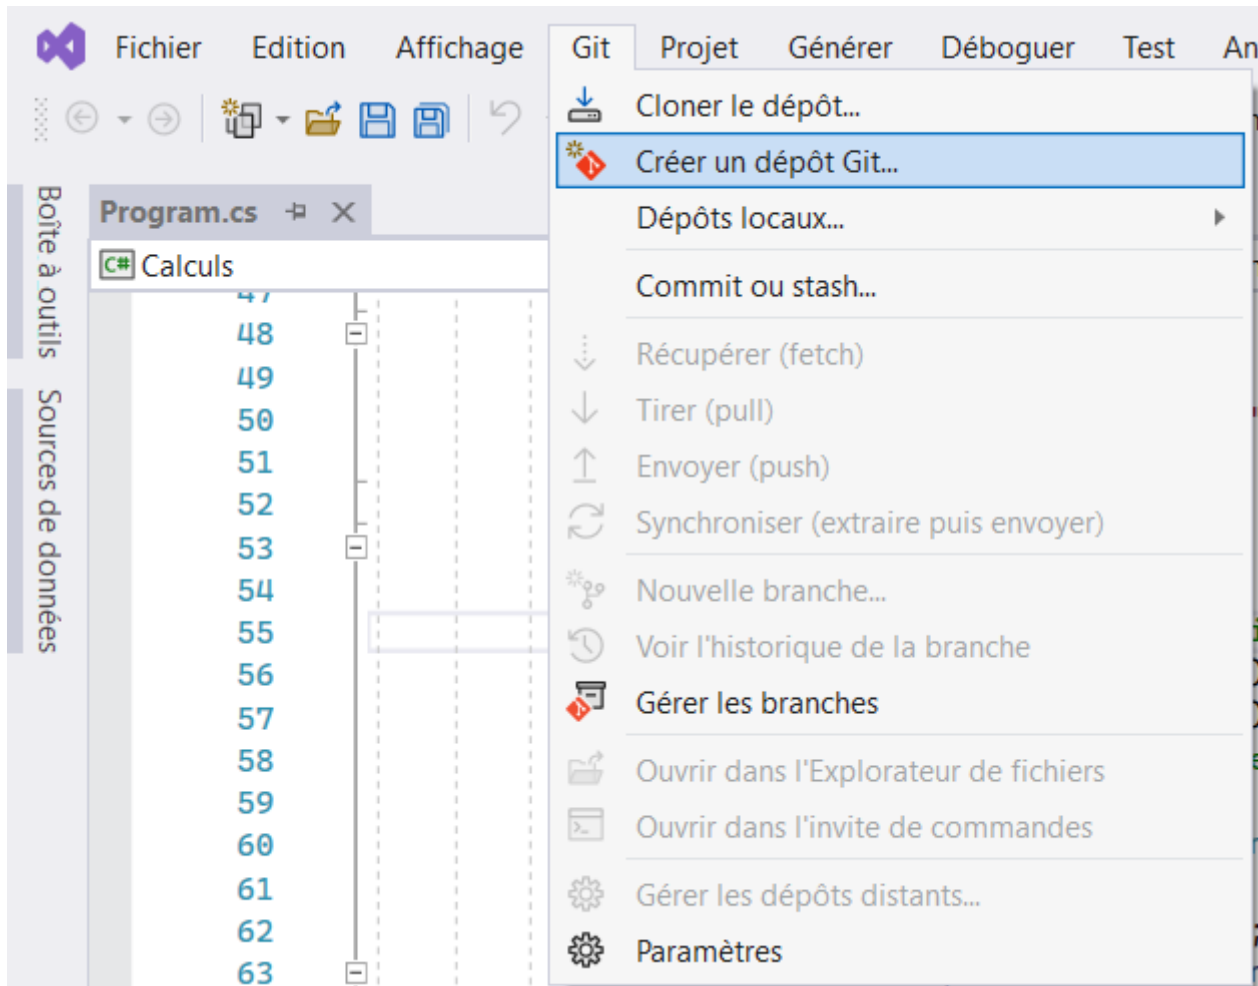 Fichier Edition Affichage Git Projet Générer Déboguer Test An
Cloner le dépôt...
Créer un dépôt Git...
Dépôts locaux...
Commit ou stash...
Récupérer (fetch)
Tirer (pull)
Envoyer (push)
Synchroniser (extraire puis envoyer)
Nouvelle branche...
Voir l'historique de la branche
Gérer les branches
Ouvrir dans l'Explorateur de fichiers
Ouvrir dans l'invite de commandes
Gérer les dépôts distants...
Paramètres
Boîte à outils
Sources de données
Program.cs
C# Calculs
47
48
49
50
51
52
53
54
55
56
57
58
59
60
61
62
63